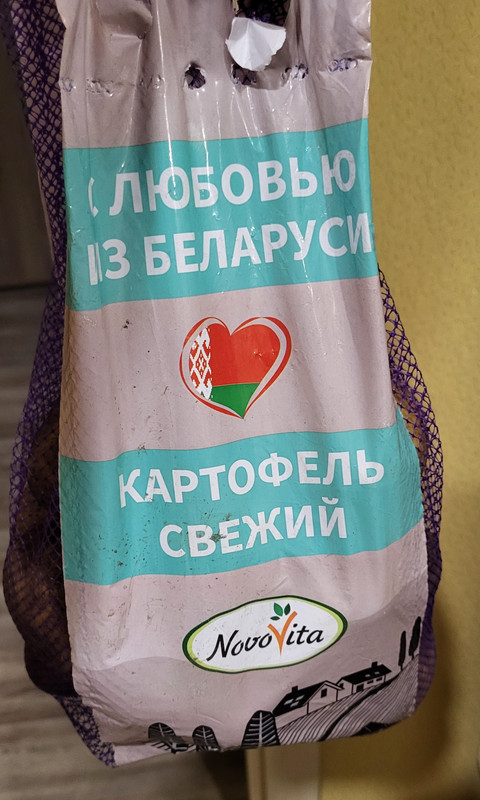 С ЛЮБОВЬЮ
ИЗ БЕЛАРУСИ
КАРТОФЕЛЬ
СВЕЖИЙ
NovoVita